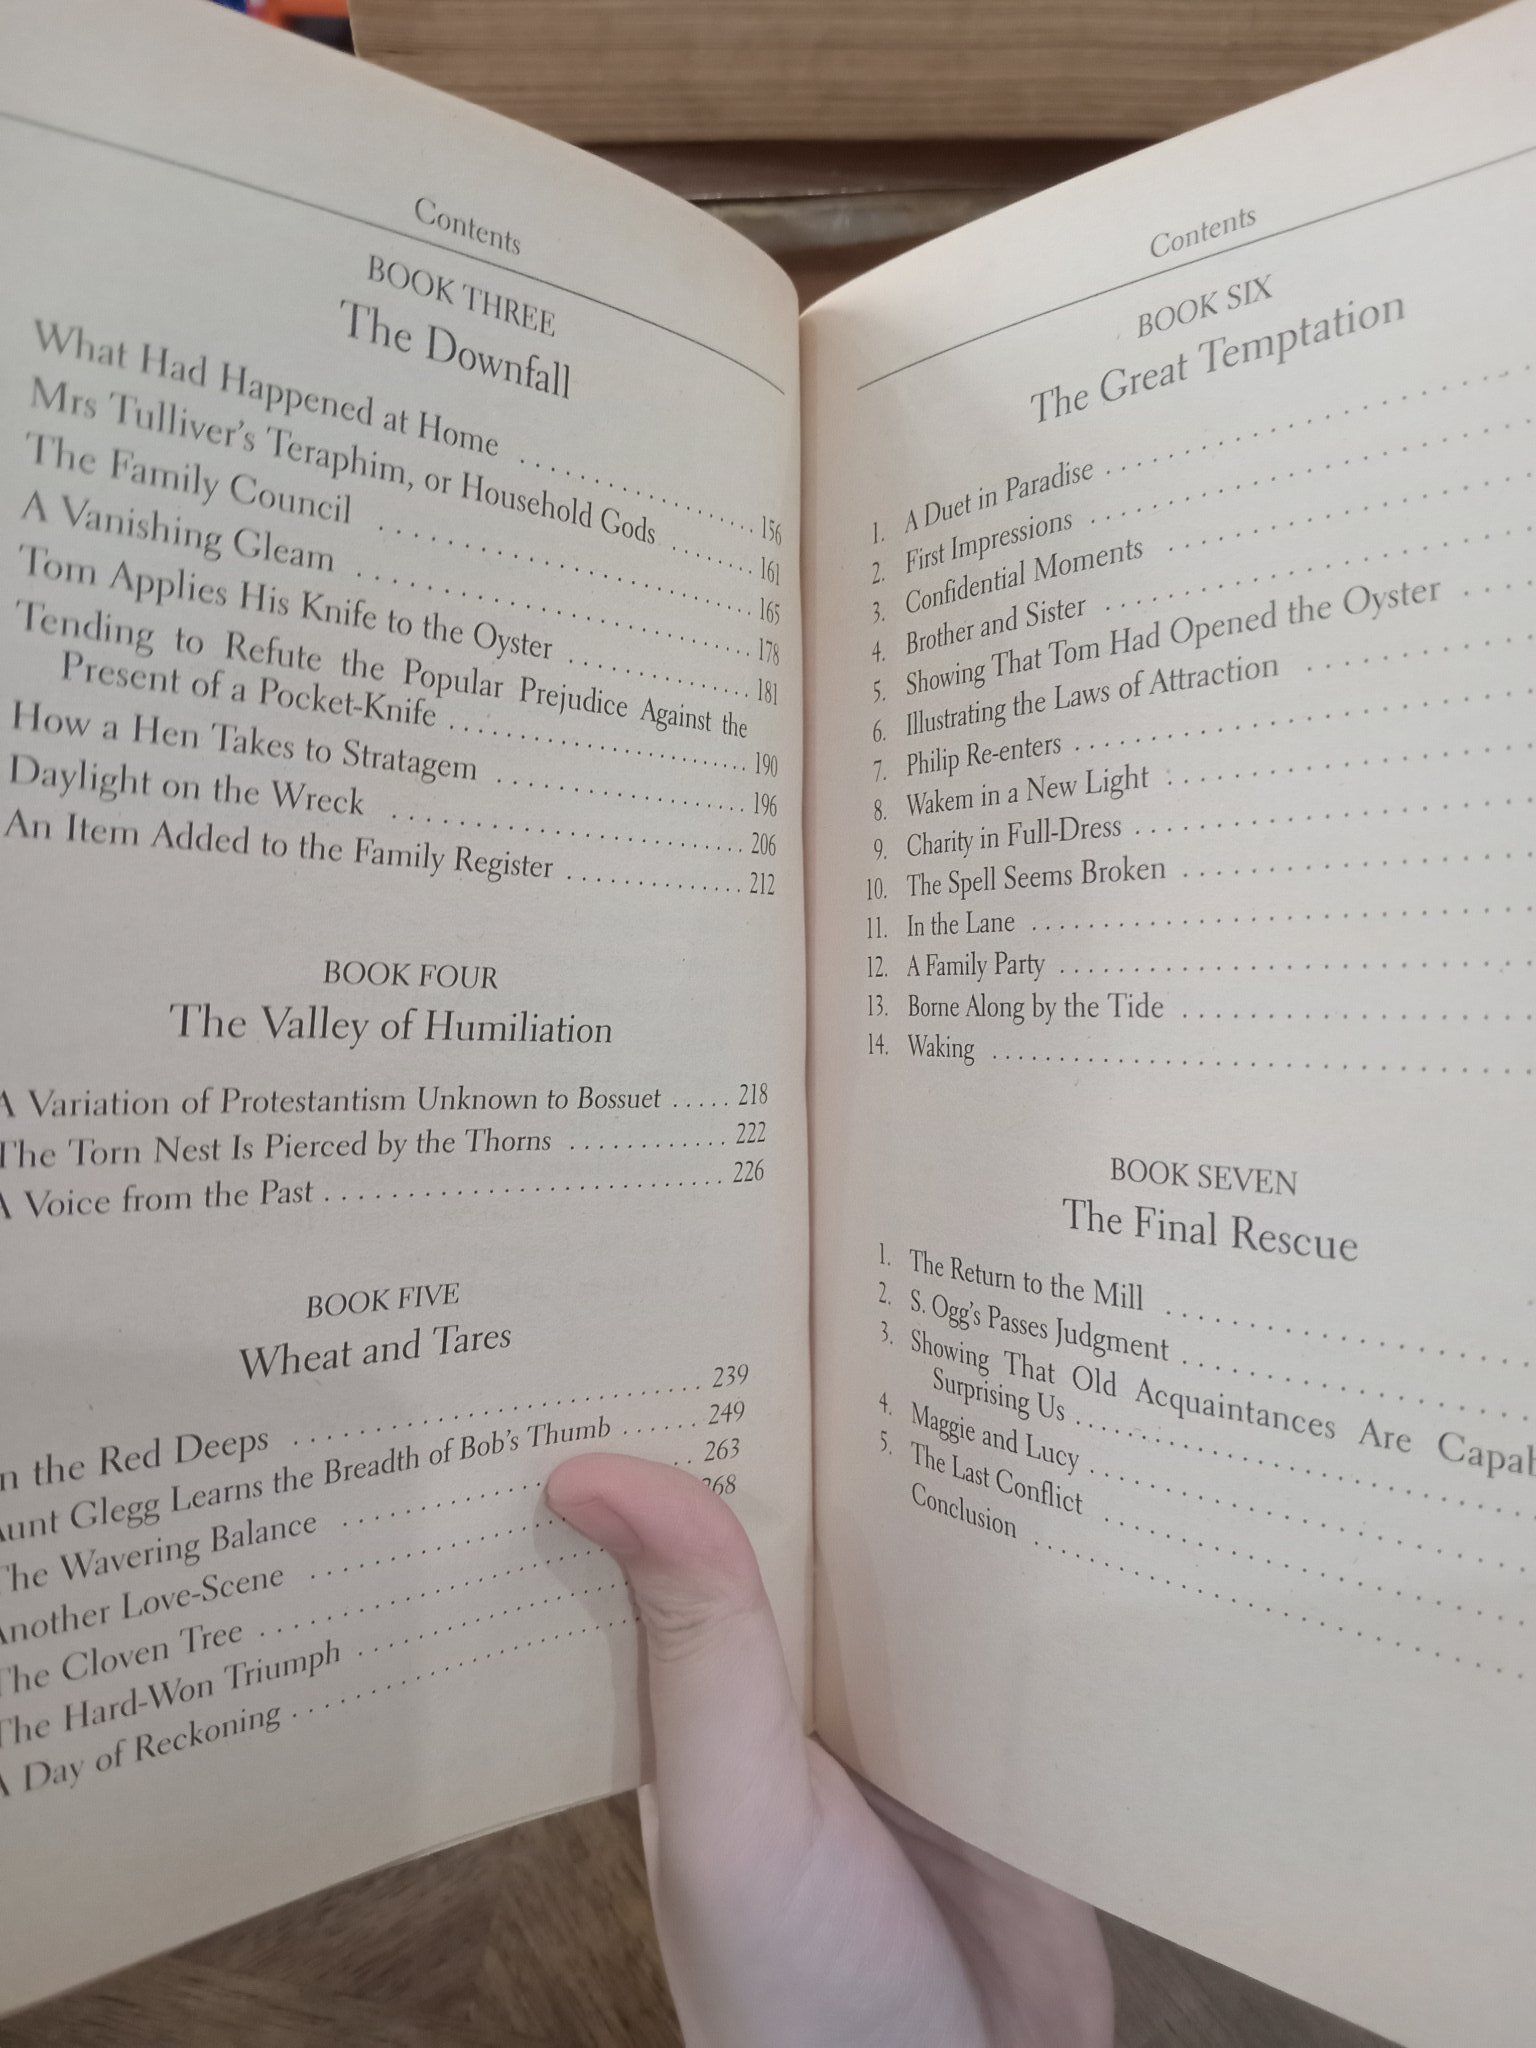 Contents
BOOK THREE
The Downfall
What Had Happened at Home . . . . . . . . . . . . . . . . . . . . 156
Mrs Tulliver's Teraphim, or Household Gods . . . . . . . . 161
The Family Council . . . . . . . . . . . . . . . . . . . . . . . . . . . . 165
A Vanishing Gleam . . . . . . . . . . . . . . . . . . . . . . . . . . . . 178
Tom Applies His Knife to the Oyster . . . . . . . . . . . . . . 181
Tending to Refute the Popular Prejudice Against the
Present of a Pocket-Knife . . . . . . . . . . . . . . . . . . . . . . . 190
How a Hen Takes to Stratagem . . . . . . . . . . . . . . . . . . . 196
Daylight on the Wreck . . . . . . . . . . . . . . . . . . . . . . . . . 206
An Item Added to the Family Register . . . . . . . . . . . . . . 212
BOOK FOUR
The Valley of Humiliation
A Variation of Protestantism Unknown to Bossuet . . . . . 218
The Torn Nest Is Pierced by the Thorns . . . . . . . . . . . . 222
A Voice from the Past . . . . . . . . . . . . . . . . . . . . . . . . . . . 226
BOOK FIVE
Wheat and Tares
In the Red Deeps . . . . . . . . . . . . . . . . . . . . . . . . . . . . . 239
Aunt Glegg Learns the Breadth of Bob's Thumb . . . . . . 249
The Wavering Balance . . . . . . . . . . . . . . . . . 263
Another Love-Scene . . . . . . . . . . . . . . . . . 268
The Cloven Tree . . . . . . . . . . . . . . . . . . . . . .
The Hard-Won Triumph . . . . . . . . . . . . . . . . . .
A Day of Reckoning . . . . . . . . . . . . . . . . . . . . . .
Contents
BOOK SIX
The Great Temptation
1. A Duet in Paradise . . . . . . . . . . . . . . . . . . . . . . . .
2. First Impressions . . . . . . . . . . . . . . . . . . . . . . . . .
3. Confidential Moments . . . . . . . . . . . . . . . . . . . . .
4. Brother and Sister . . . . . . . . . . . . . . . . . . . . . . . .
5. Showing That Tom Had Opened the Oyster . . . .
6. Illustrating the Laws of Attraction . . . . . . . . . . . .
7. Philip Re-enters . . . . . . . . . . . . . . . . . . . . . . . . . .
8. Wakem in a New Light . . . . . . . . . . . . . . . . . . . .
9. Charity in Full-Dress . . . . . . . . . . . . . . . . . . . . . .
10. The Spell Seems Broken . . . . . . . . . . . . . . . . . . . .
11. In the Lane . . . . . . . . . . . . . . . . . . . . . . . . . . . . .
12. A Family Party . . . . . . . . . . . . . . . . . . . . . . . . . . .
13. Borne Along by the Tide . . . . . . . . . . . . . . . . . . . .
14. Waking . . . . . . . . . . . . . . . . . . . . . . . . . . . . . . . .
BOOK SEVEN
The Final Rescue
1. The Return to the Mill . . . . . . . . . . . . . . . . . . . . .
2. S. Ogg's Passes Judgment . . . . . . . . . . . . . . . . . . .
3. Showing That Old Acquaintances Are Capab
Surprising Us . . . . . . . . . . . . . . . . . . . . . . . . . . . .
4. Maggie and Lucy . . . . . . . . . . . . . . . . . . . . . . . . .
5. The Last Conflict . . . . . . . . . . . . . . . . . . . . . . . . .
Conclusion . . . . . . . . . . . . . . . . . . . . . . . . . . . . .